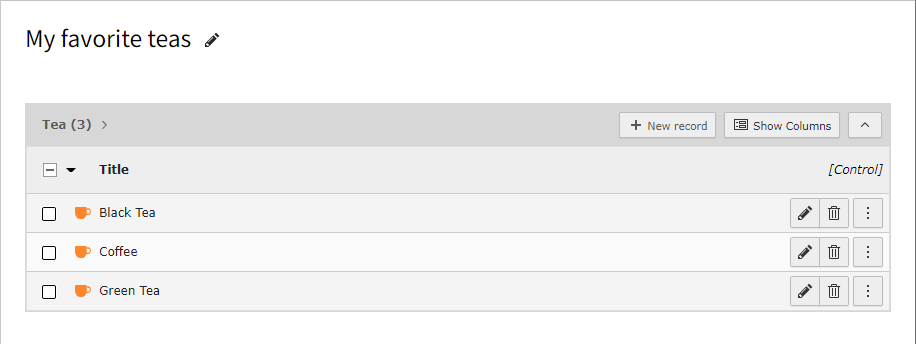 My favorite teas
Tea (3)
New record
Show Columns
Title
[Control]
Black Tea
Coffee
Green Tea